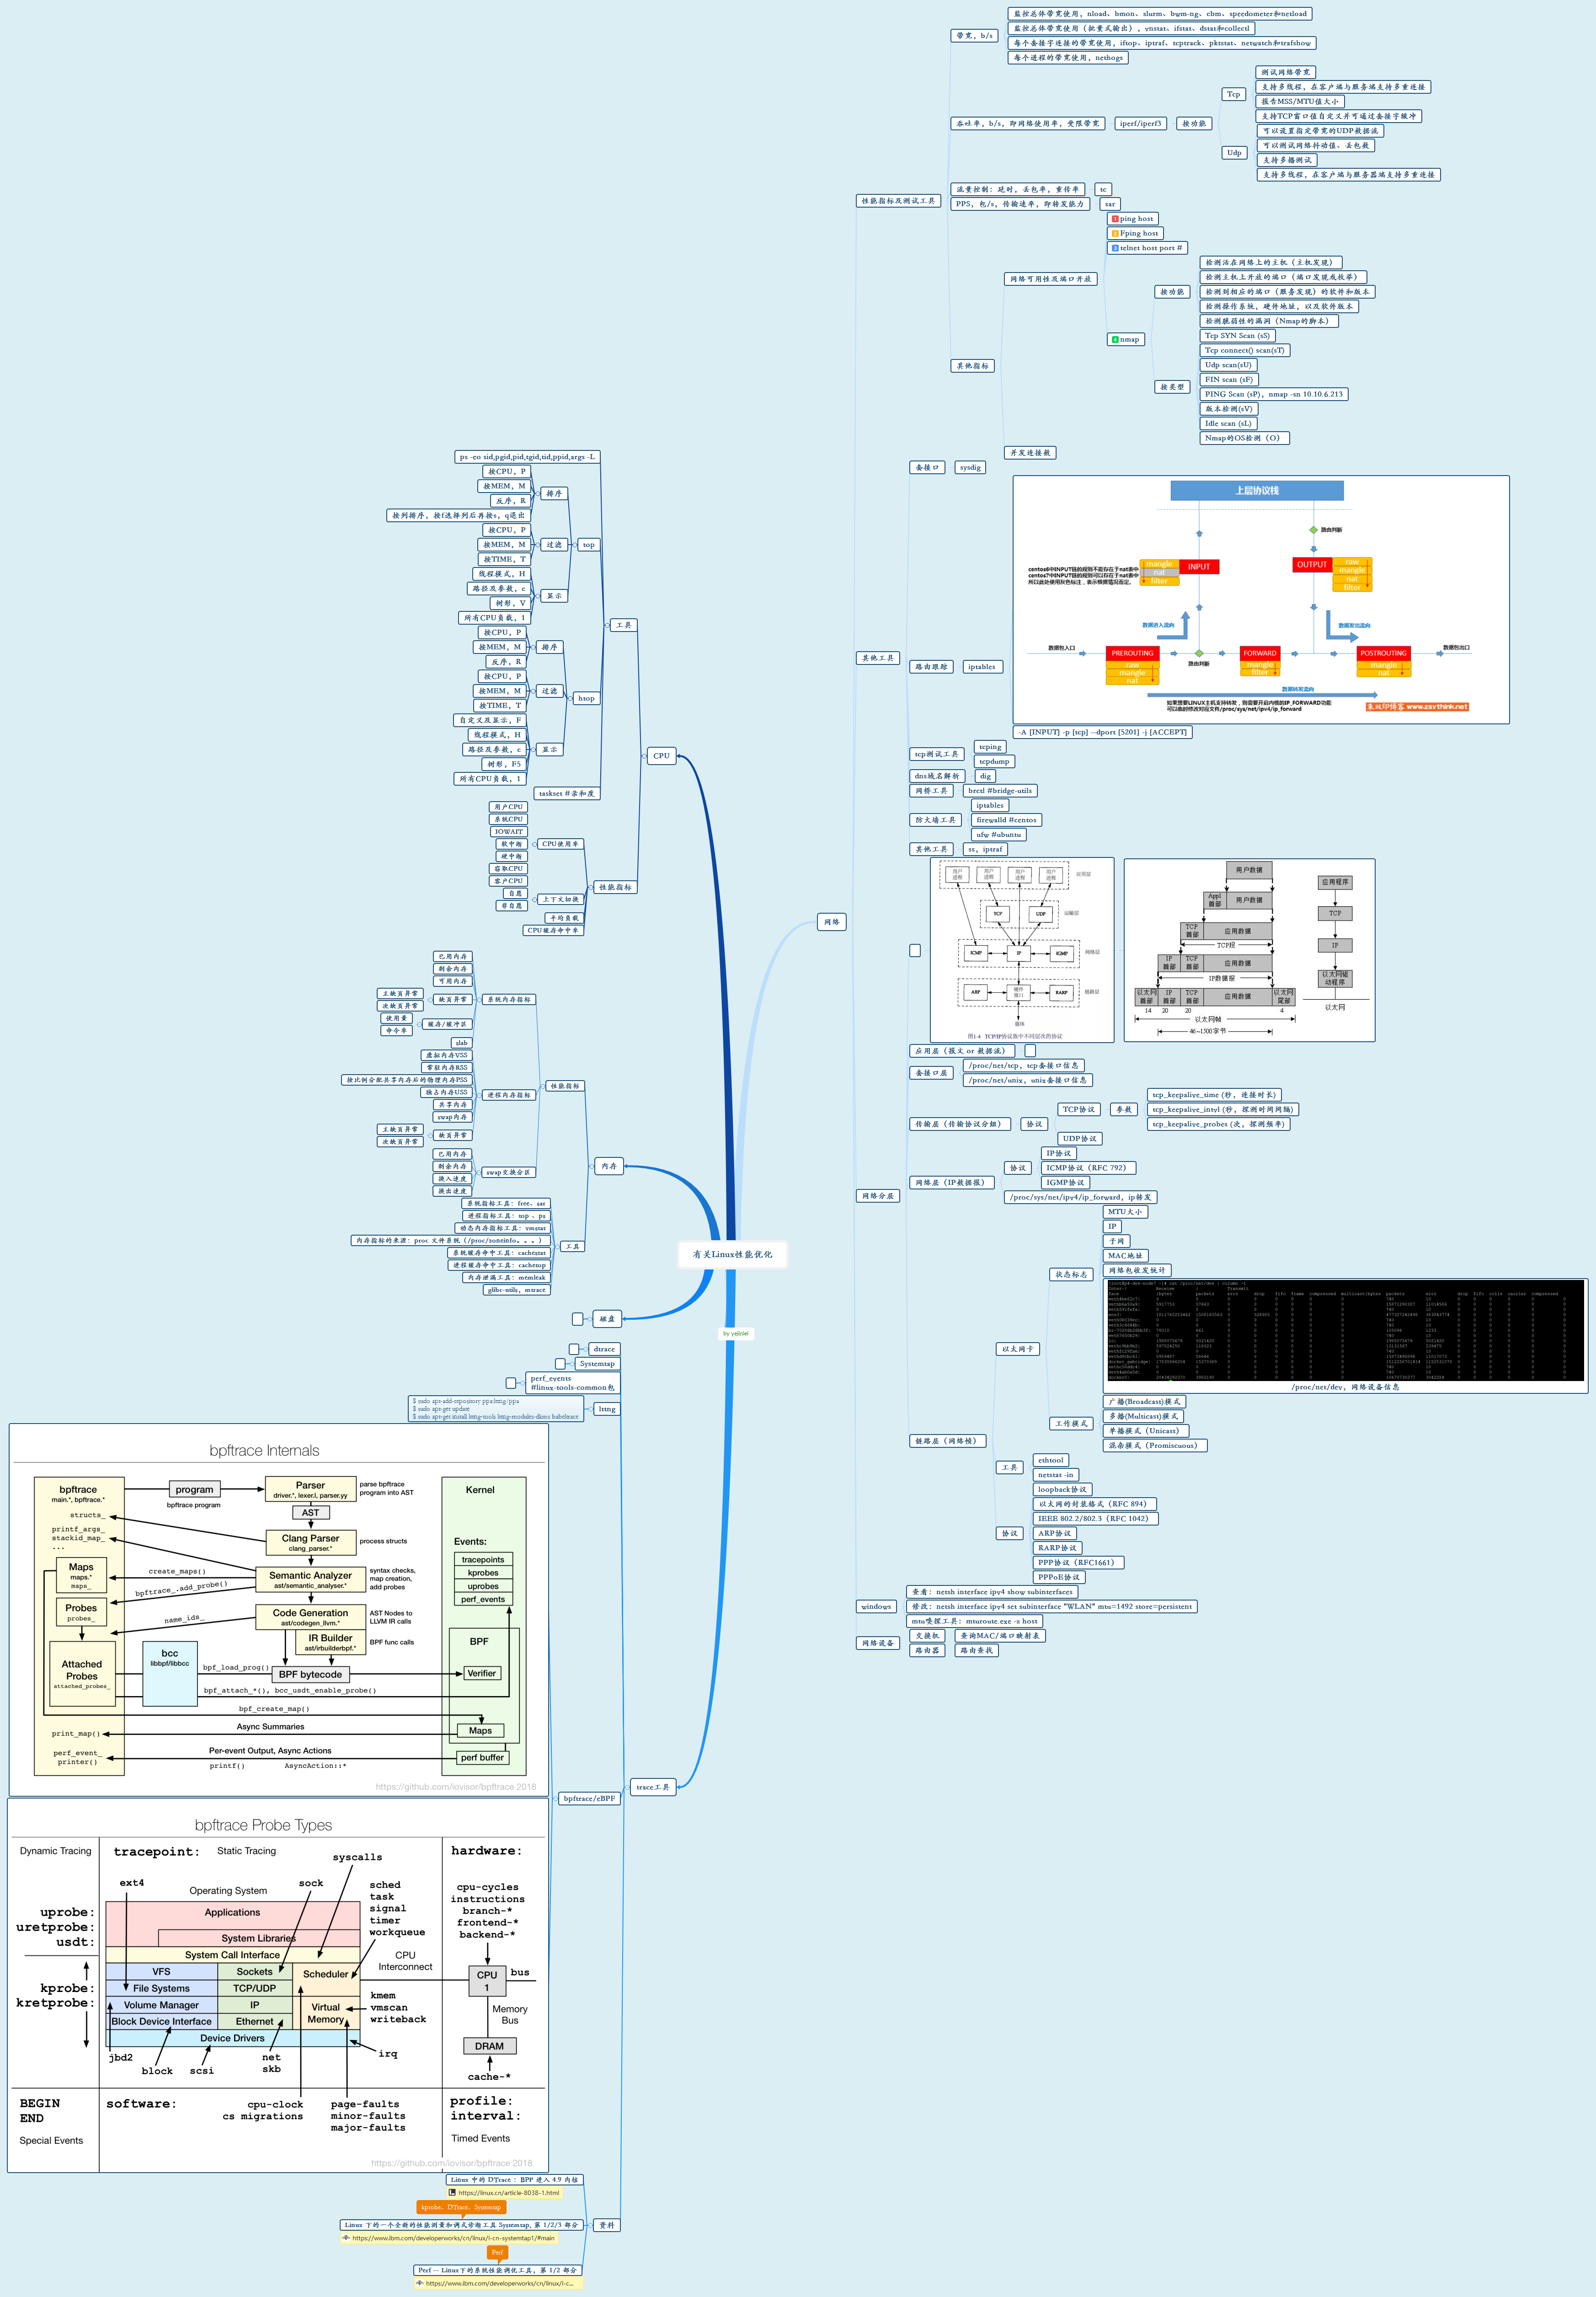 有关Linux性能优化
by yejinlei
CPU
工具
ps -eo sid,pgid,pid,tgid,tid,ppid,args -L
top
排序
按CPU，P
按MEM，M
反序，R
按列排序，按f选择列后再按s，q退出
过滤
按CPU，P
按MEM，M
按TIME，T
显示
线程模式，H
路径及参数，c
树形，V
所有CPU负载，1
htop
排序
按CPU，P
按MEM，M
反序，R
过滤
按CPU，P
按MEM，M
按TIME，T
显示
自定义及显示，F
线程模式，H
路径及参数，c
树形，F5
所有CPU负载，1
taskset #亲和度
性能指标
CPU使用率
用户CPU
系统CPU
IOWAIT
软中断
硬中断
窃取CPU
客户CPU
上下文切换
自愿
非自愿
平均负载
CPU缓存命中率
内存
性能指标
系统内存指标
已用内存
剩余内存
可用内存
缺页异常
主缺页异常
次缺页异常
缓存/缓冲区
使用量
命令率
slab
进程内存指标
虚拟内存VSS
常驻内存RSS
按比例分配共享内存后的物理内存PSS
独占内存USS
共享内存
swap内存
缺页异常
主缺页异常
次缺页异常
swap交换分区
已用内存
剩余内存
换入速度
换出速度
工具
系统指标工具：free、sar
进程指标工具：top 、ps
动态内存指标工具：vmstat
内存指标的来源：proc 文件系统（/proc/zoneinfo。。。）
系统缓存命中工具：cachestat
进程缓存命中工具：cachetop
内存泄漏工具：memleak
glibc-utils，mtrace
磁盘
trace工具
dtrace
Systemtap
perf_events
#linux-tools-common包
lttng
$ sudo apt-add-repository ppa:lttng/ppa
$ sudo apt-get update
$ sudo apt-get install lttng-tools lttng-modules-dkms babeltrace
bpftrace/eBPF
bpftrace Internals
bpftrace
main.*, bpftrace.*
structs_
printf_args_
stackid_map_
...
Maps
maps.*
maps_
Probes
probes_
Attached
Probes
attached_probes_
print_map()
perf_event_
printer()
program
bpftrace program
Parser
driver.*, lexer.l, parser.yy
parse bpftrace
program into AST
AST
Clang Parser
clang_parser.*
process structs
Semantic Analyzer
ast/semantic_analyser.*
syntax checks,
map creation,
add probes
create_maps()
bpftrace_.add_probe()
name_ids_
Code Generation
ast/codegen_llvm.*
AST Nodes to
LLVM IR calls
IR Builder
ast/irbuilderbpf.*
BPF func calls
bcc
libbpf/libbcc
bpf_load_prog()
BPF bytecode
bpf_attach_*(), bcc_usdt_enable_probe()
bpf_create_map()
Async Summaries
Per-event Output, Async Actions
printf()
AsyncAction::*
Kernel
Events:
tracepoints
kprobes
uprobes
perf_events
BPF
Verifier
Maps
perf buffer
https://github.com/iovisor/bpftrace 2018
bpftrace Probe Types
Dynamic Tracing
tracepoint:
Static Tracing
hardware:
syscalls
ext4
sock
Operating System
sched
task
signal
timer
workqueue
cpu-cycles
instructions
branch-*
frontend-*
backend-*
uprobe:
uretprobe:
usdt:
Applications
System Libraries
System Call Interface
CPU
Interconnect
kprobe:
kretprobe:
VFS
Sockets
Scheduler
File Systems
TCP/UDP
Volume Manager
IP
Virtual
Memory
Block Device Interface
Ethernet
Device Drivers
CPU
1
bus
kmem
vmscan
writeback
Memory
Bus
DRAM
cache-*
jbd2
block
scsi
net
skb
irq
BEGIN
END
Special Events
software:
cpu-clock
cs migrations
page-faults
minor-faults
major-faults
profile:
interval:
Timed Events
https://github.com/iovisor/bpftrace 2018
资料
Linux 中的 DTrace ：BPF 进入 4.9 内核
https://linux.cn/article-8038-1.html
kprobe、DTrace、Systemtap
Linux 下的一个全新的性能测量和调式诊断工具 Systemtap, 第 1/2/3 部分
https://www.ibm.com/developerworks/cn/linux/l-cn-systemtap1/#main
Perf
Perf -- Linux下的系统性能调优工具，第 1/2 部分
https://www.ibm.com/developerworks/cn/linux/l-c...
网络
性能指标及测试工具
带宽，b/s
监控总体带宽使用，nload、bmon、slurm、bwm-ng、cbm、speedometer和netload
监控总体带宽使用（批量式输出），vnstat、ifstat、dstat和collectl
每个套接字连接的带宽使用，iftop、iptraf、tcptrack、pktstat、netwatch和trafshow
每个进程的带宽使用，nethogs
吞吐率，b/s，即网络使用率，受限带宽
iperf/iperf3
按功能
Tcp
测试网络带宽
支持多线程，在客户端与服务端支持多重连接
报告MSS/MTU值大小
支持TCP窗口值自定义并可通过套接字缓冲
Udp
可以设置指定带宽的UDP数据流
可以测试网络抖动值、丢包数
支持多播测试
支持多线程，在客户端与服务器端支持多重连接
流量控制：延时，丢包率，重传率
tc
PPS，包/s，传输速率，即转发能力
sar
其他指标
网络可用性及端口开放
1 ping host
2 Fping host
3 telnet host port #
4 nmap
按功能
检测活在网络上的主机（主机发现）
检测主机上开放的端口（端口发现或枚举）
检测到相应的端口（服务发现）的软件和版本
检测操作系统，硬件地址，以及软件版本
检测脆弱性的漏洞（Nmap的脚本）
按类型
Tcp SYN Scan (sS)
Tcp connect() scan(sT)
Udp scan(sU)
FIN scan (sF)
PING Scan (sP)，nmap -sn 10.10.6.213
版本检测(sV)
Idle scan (sL)
Nmap的OS检测（O）
并发连接数
其他工具
套接口
sysdig
路由跟踪
iptables
上层协议栈
路由判断
centos6中INPUT链的规则不能存在于nat表中
centos7中INPUT链的规则可以存在于nat表中
所以此处使用灰色标注，表示根据情况而定。
mangle
nat
filter
INPUT
OUTPUT
raw
mangle
nat
filter
数据进入流向
数据发出流向
数据包入口
PREROUTING
raw
mangle
nat
路由判断
FORWARD
mangle
filter
POSTROUTING
mangle
nat
数据包出口
数据转发流向
如果想要LINUX主机支持转发，则需要开启内核的IP_FORWARD功能
可以临时修改对应文件/proc/sys/net/ipv4/ip_forward
朱双印博客 www.zsythink.net
-A [INPUT] -p [tcp] --dport [5201] -j [ACCEPT]
tcp测试工具
tcping
tcpdump
dns域名解析
dig
网桥工具
brctl #bridge-utils
防火墙工具
iptables
firewalld #centos
ufw #ubuntu
其他工具
ss，iptraf
网络分层
用户
进程
用户
进程
用户
进程
用户
进程
应用层
TCP
UDP
运输层
ICMP
IP
IGMP
网络层
ARP
硬件
接口
RARP
链路层
媒体
图1-4 TCP/IP协议族中不同层次的协议
用户数据
Appl
首部
用户数据
TCP
首部
应用数据
TCP段
IP
首部
TCP
首部
应用数据
IP数据报
以太网
首部
IP
首部
TCP
首部
应用数据
以太网
尾部
14
20
20
4
以太网帧
46~1500字节
应用程序
TCP
IP
以太网驱
动程序
以太网
应用层（报文 or 数据流）
套接口层
/proc/net/tcp，tcp套接口信息
/proc/net/unix，unix套接口信息
传输层（传输协议分组）
协议
TCP协议
参数
tcp_keepalive_time (秒，连接时长)
tcp_keepalive_intvl (秒，探测时间间隔)
tcp_keepalive_probes (次，探测频率)
UDP协议
网络层（IP数据报）
协议
IP协议
ICMP协议（RFC 792）
IGMP协议
/proc/sys/net/ipv4/ip_forward，ip转发
链路层（网络帧）
以太网卡
状态标志
MTU大小
IP
子网
MAC地址
网络包收发统计
/proc/net/dev，网络设备信息
工作模式
广播(Broadcast)模式
多播(Multicast)模式
单播模式（Unicast）
混杂模式（Promiscuous）
工具
ethtool
netstat -in
协议
loopback协议
以太网的封装格式（RFC 894）
IEEE 802.2/802.3（RFC 1042）
ARP协议
RARP协议
PPP协议（RFC1661）
PPPoE协议
windows
查看：netsh interface ipv4 show subinterfaces
修改：netsh interface ipv4 set subinterface "WLAN" mtu=1492 store=persistent
mtu嗅探工具：mturoute.exe -s host
网络设备
交换机
查询MAC/端口映射表
路由器
路由查找